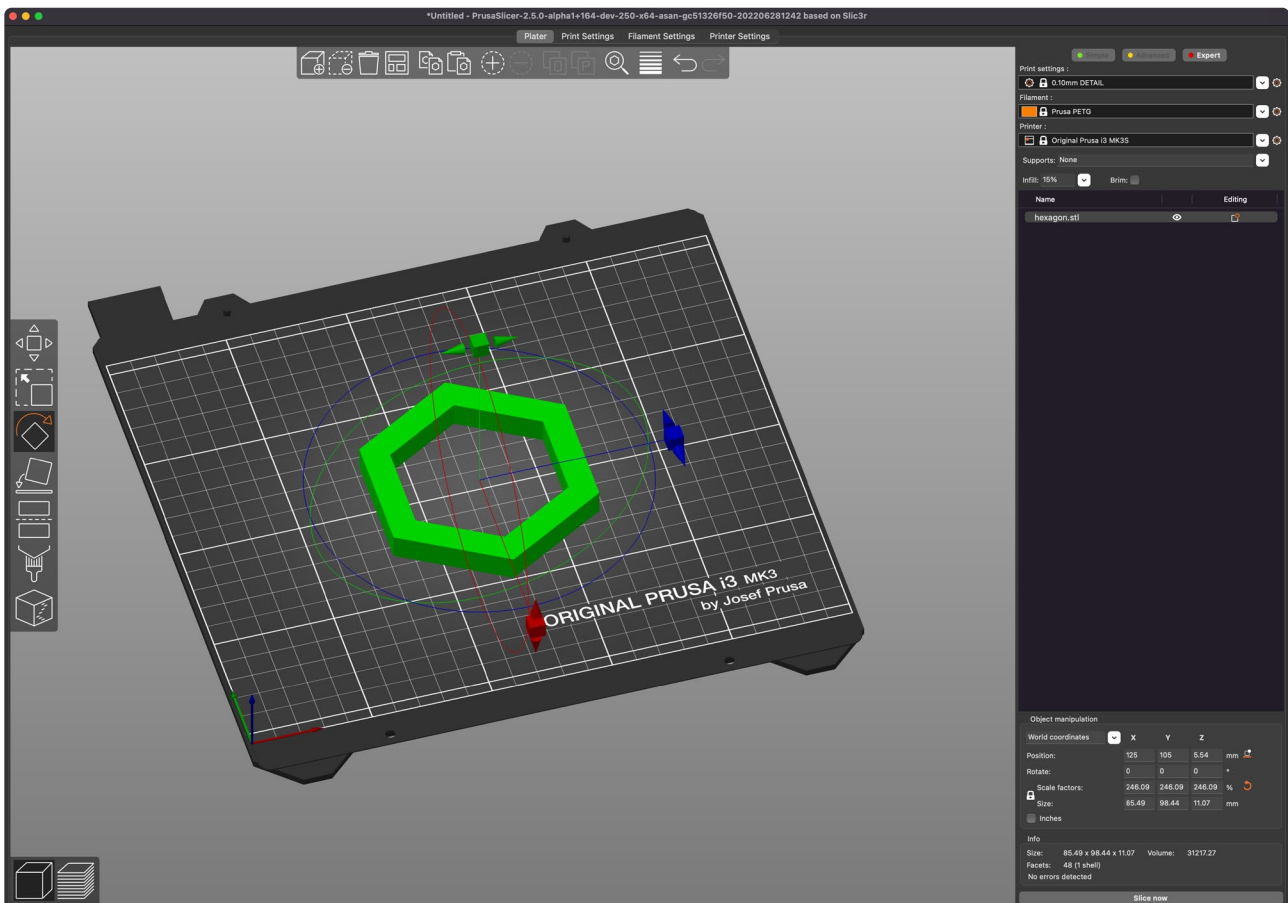 *Untitled - PrusaSlicer-2.5.0-alpha1+164-dev-250-x64-asan-gc51326f50-202206281242 based on Slic3r
Plater Print Settings Filament Settings Printer Settings
Simple Advanced Expert
Print settings :
0.10mm DETAIL
Filament :
Prusa PETG
Printer :
Original Prusa i3 MK3S
Supports: None
Infill: 15% Brim:
Name Editing
hexagon.stl
ORIGINAL PRUSA i3 MK3
by Josef Prusa
Object manipulation
World coordinates X Y Z
Position: 125 105 5.54 mm
Rotate: 0 0 0 °
Scale factors: 246.09 246.09 246.09 %
Size: 85.49 98.44 11.07 mm
Inches
Info
Size: 85.49 x 98.44 x 11.07 Volume: 31217.27
Facets: 48 (1 shell)
No errors detected
Slice now